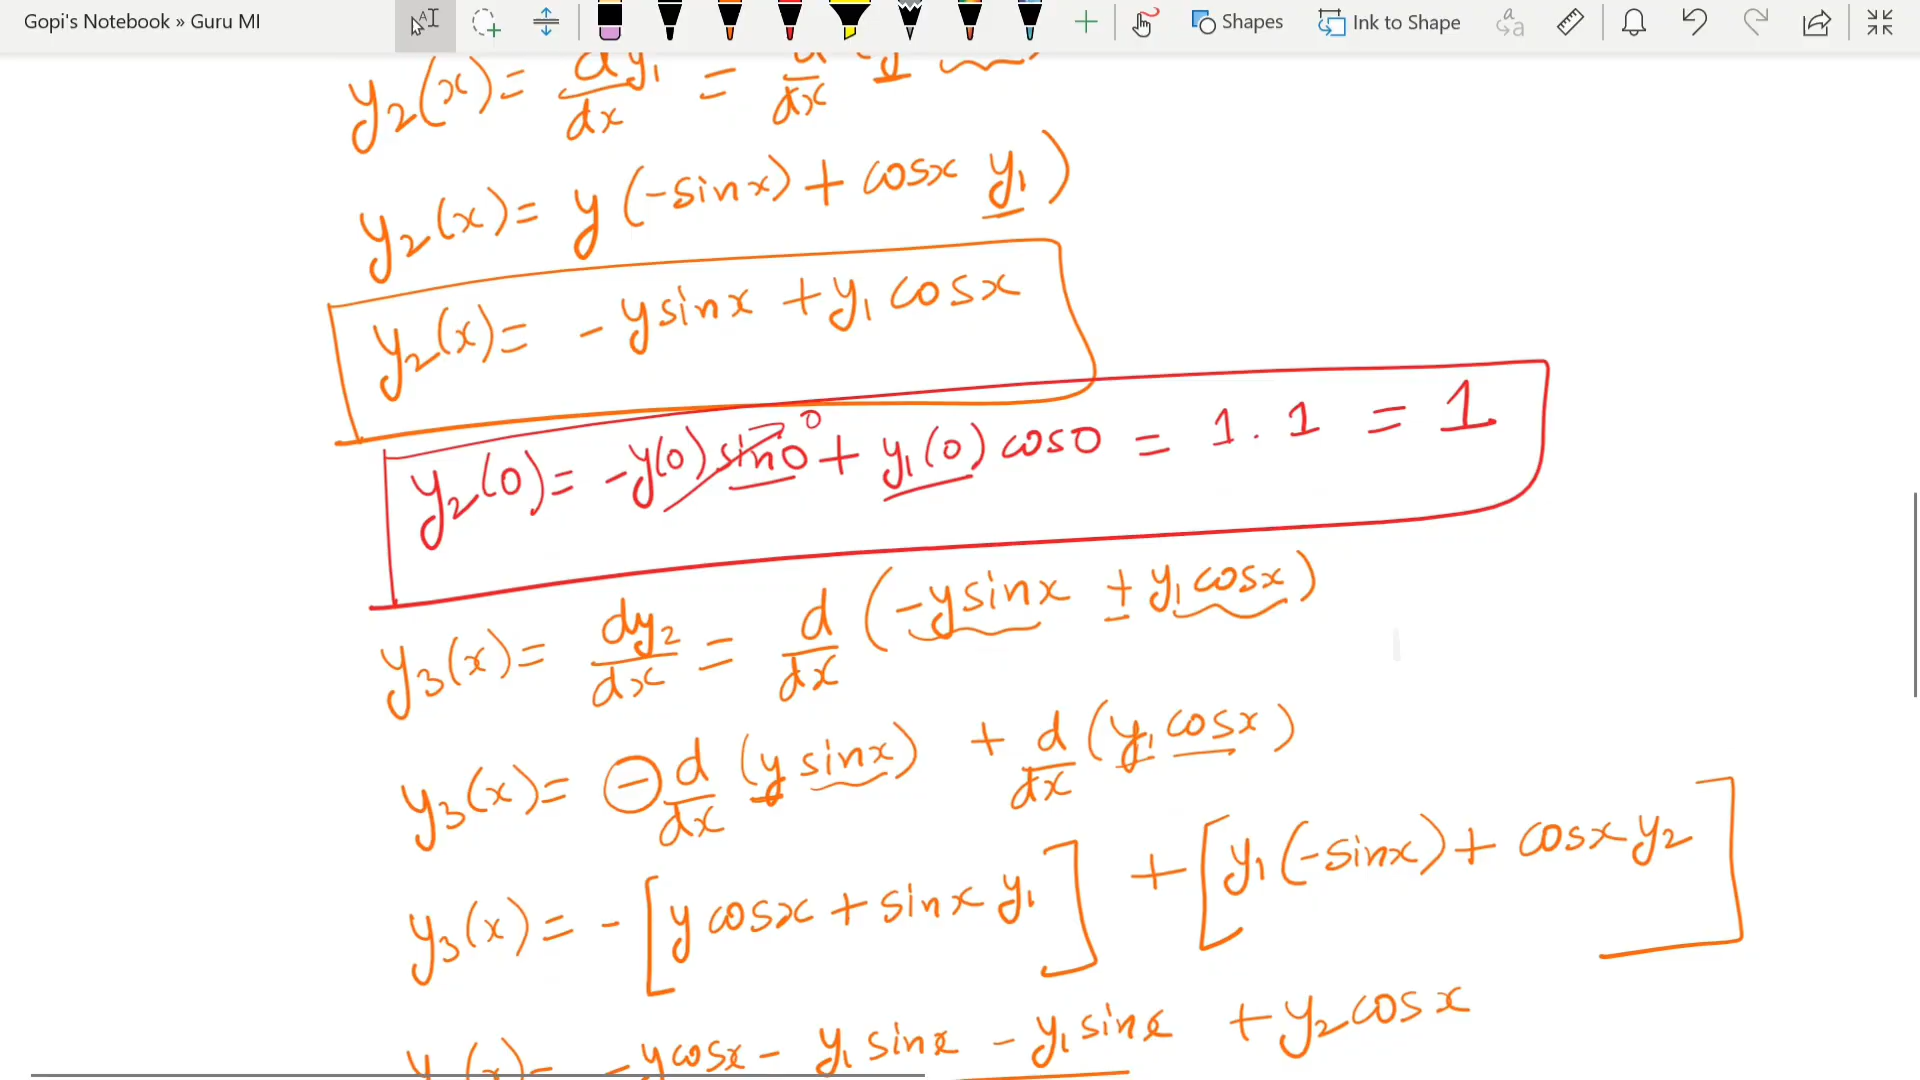 Gopi's Notebook » Guru MI
Shapes
Ink to Shape
y₂(x) = dy₁/dx = d/dx
y₂(x) = y (-sinx) + cosx y₁)
y₂(x) = - y sinx + y₁ cosx
y₂(0) = -y(0) sin0 ⁰ + y₁(0) cos0 = 1 . 1 = 1
y₃(x) = dy₂/dx = d/dx (-y sinx + y₁ cosx)
y₃(x) = - d/dx (y sinx) + d/dx (y₁ cosx)
y₃(x) = - [y cosx + sinx y₁] + [y₁ (-sinx) + cosx y₂]
- y cosx - y₁ sinx - y₁ sinx + y₂ cosx